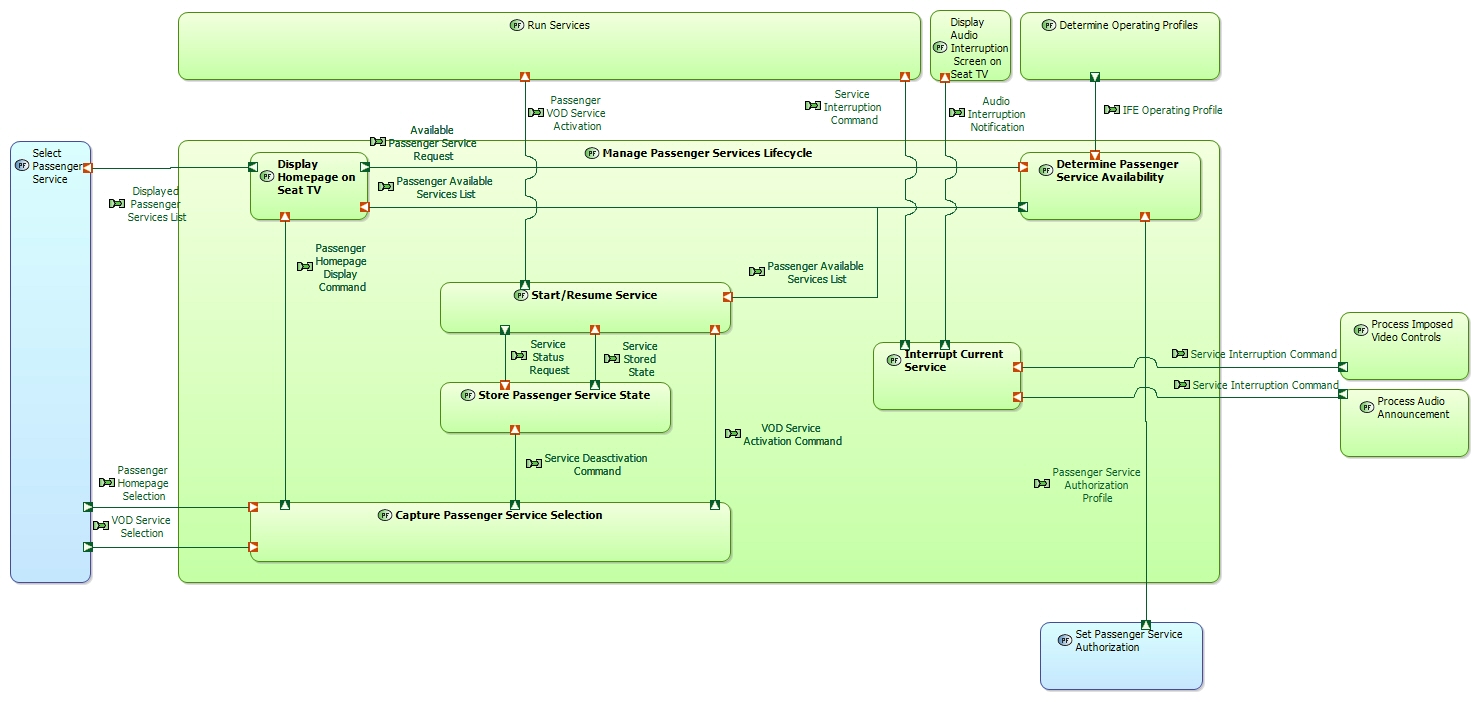 Run Services
Display
Audio
Interruption
Screen on
Seat TV
Determine Operating Profiles
Passenger
VOD Service
Activation
Service
Interruption
Command
Audio
Interruption
Notification
IFE Operating Profile
Select
Passenger
Service
Available
Passenger Service
Request
Manage Passenger Services Lifecycle
Display
Homepage on
Seat TV
Determine Passenger
Service Availability
Displayed
Passenger
Services List
Passenger Available
Services List
Passenger
Homepage
Display
Command
Passenger Available
Services List
Start/Resume Service
Service
Status
Request
Service
Stored
State
Interrupt Current
Service
Process Imposed
Video Controls
Service Interruption Command
Service Interruption Command
Process Audio
Announcement
Store Passenger Service State
VOD Service
Activation Command
Service Deasctivation
Command
Passenger
Homepage
Selection
Passenger Service
Authorization
Profile
VOD Service
Selection
Capture Passenger Service Selection
Set Passenger Service
Authorization